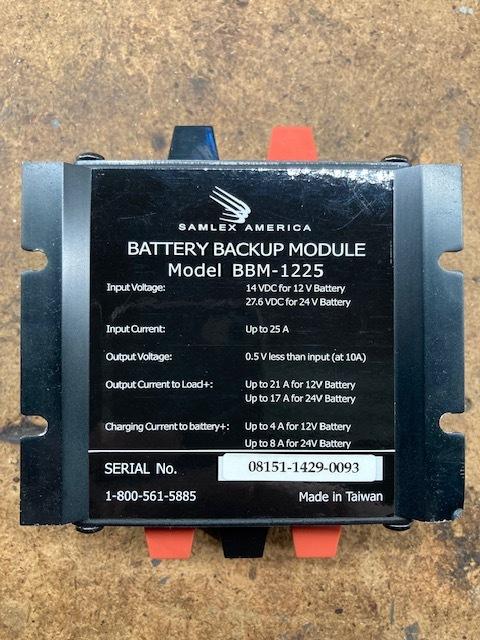 SAMLEX AMERICA
BATTERY BACKUP MODULE
Model BBM-1225
Input Voltage: 14 VDC for 12 V Battery
27.6 VDC for 24 V Battery
Input Current: Up to 25 A
Output Voltage: 0.5 V less than input (at 10A)
Output Current to Load+: Up to 21 A for 12V Battery
Up to 17 A for 24V Battery
Charging Current to battery+: Up to 4 A for 12V Battery
Up to 8 A for 24V Battery
SERIAL No. 08151-1429-0093
1-800-561-5885 Made in Taiwan